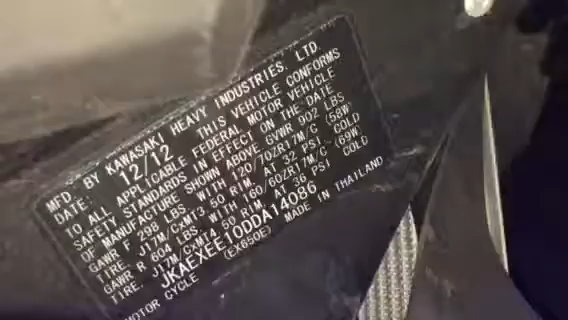 MFD. BY KAWASAKI HEAVY INDUSTRIES, LTD.
DATE: 12/12 THIS VEHICLE CONFORMS
TO ALL APPLICABLE FEDERAL MOTOR VEHICLE
SAFETY STANDARDS IN EFFECT ON THE DATE
OF MANUFACTURE SHOWN ABOVE GVWR 902 LBS
GAWR F 298 LBS. WITH 120/70ZR17M/C (58W)
TIRE. J17M/CxMT3.50 RIM. AT 32 PSI COLD
GAWR R 604 LBS. WITH 160/60ZR17M/C (69W)
TIRE. J17M/CxMT4.50 RIM. AT 36 PSI COLD
JKAEXEE10DDA14086
MOTOR CYCLE (EX650E) MADE IN THAILAND